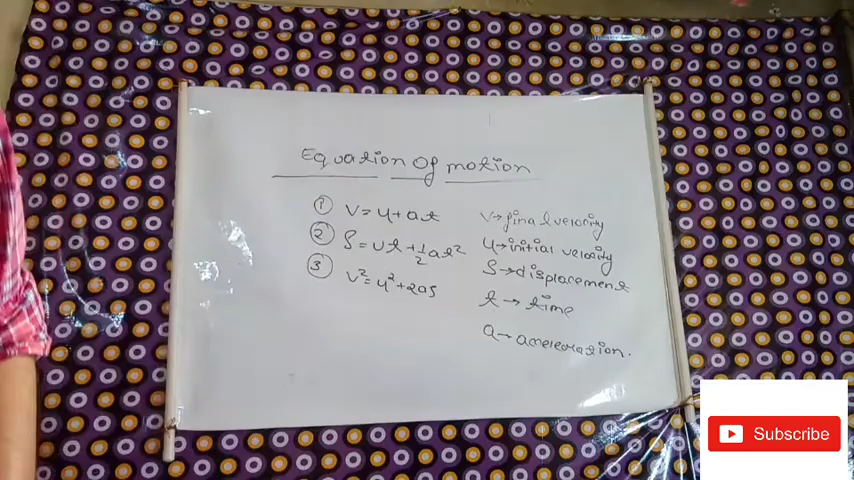 Equation Of motion
① V=u+at
② S=ut+½at²
③ V²=u²+2as
V→final velocity
u→initial velocity
S→displacement
t→time
a→acceleration.
Subscribe